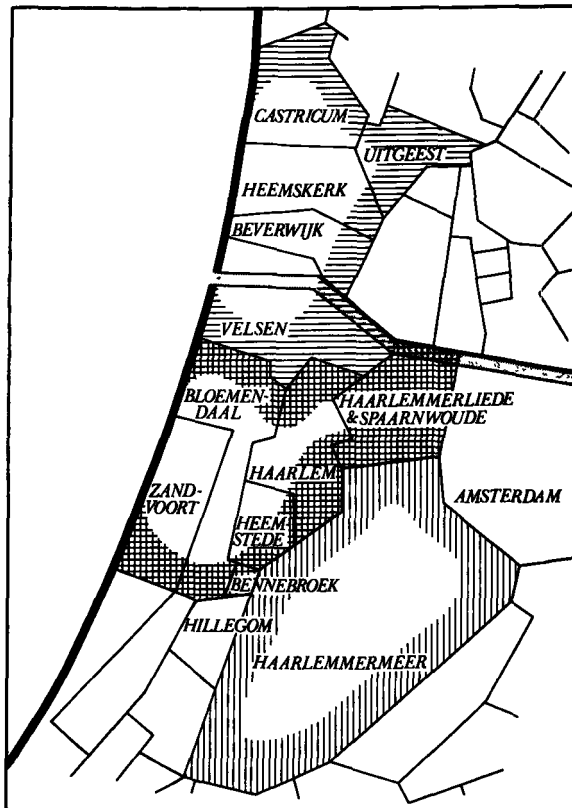 CASTRICUM
UITGEEST
HEEMSKERK
BEVERWIJK
VELSEN
BLOEMEN-
DAAL
HAARLEMMERLIEDE
& SPAARNWOUDE
HAARLEM
ZAND-
VOORT
AMSTERDAM
HEEM-
STEDE
BENNEBROEK
HILLEGOM
HAARLEMMERMEER